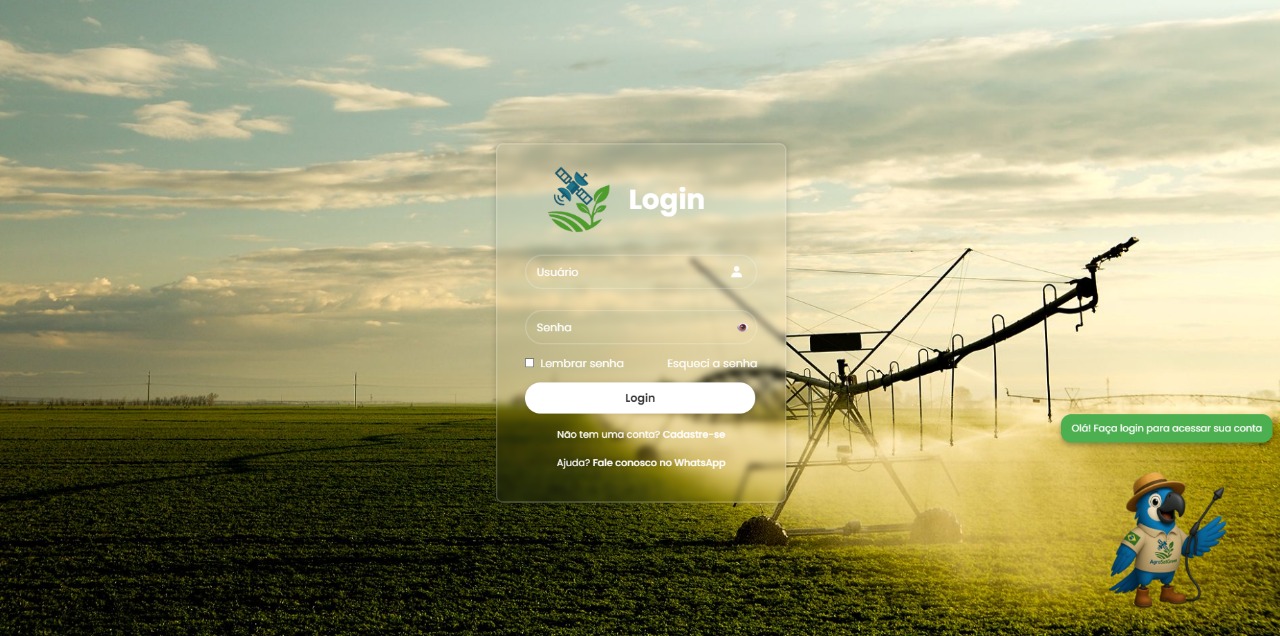 Login
Usuário
Senha
Lembrar senha Esqueci a senha
Login
Não tem uma conta? Cadastre-se
Ajuda? Fale conosco no WhatsApp
Olá! Faça login para acessar sua conta